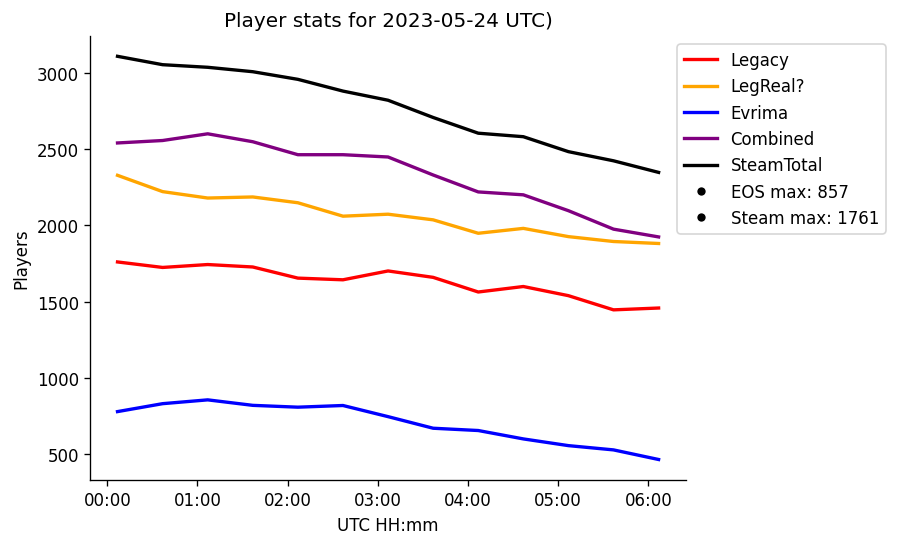 Player stats for 2023-05-24 UTC)
Players
3000
2500
2000
1500
1000
500
00:00 01:00 02:00 03:00 04:00 05:00 06:00
UTC HH:mm
Legacy
LegReal?
Evrima
Combined
SteamTotal
EOS max: 857
Steam max: 1761